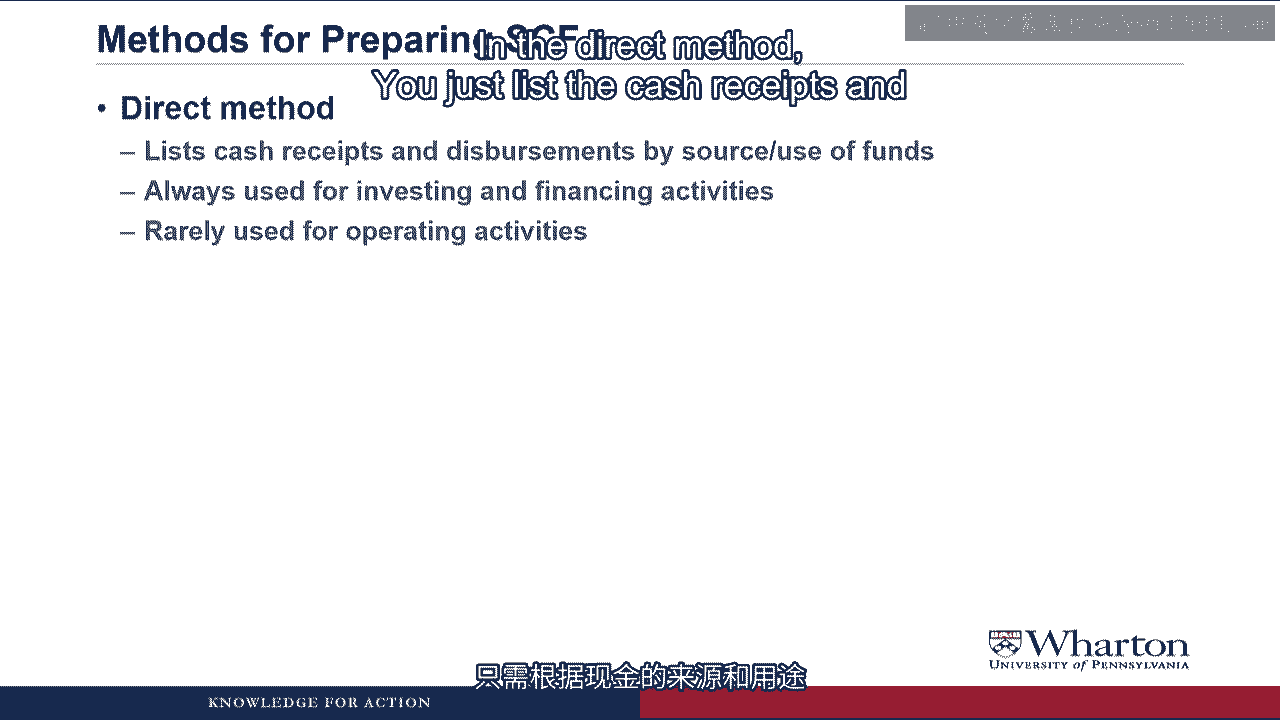 Methods for Preparing SCF
In the direct method,
You just list the cash receipts and
• Direct method
– Lists cash receipts and disbursements by source/use of funds
– Always used for investing and financing activities
– Rarely used for operating activities
Wharton
UNIVERSITY of PENNSYLVANIA
只需根据现金的来源和用途
KNOWLEDGE FOR ACTION